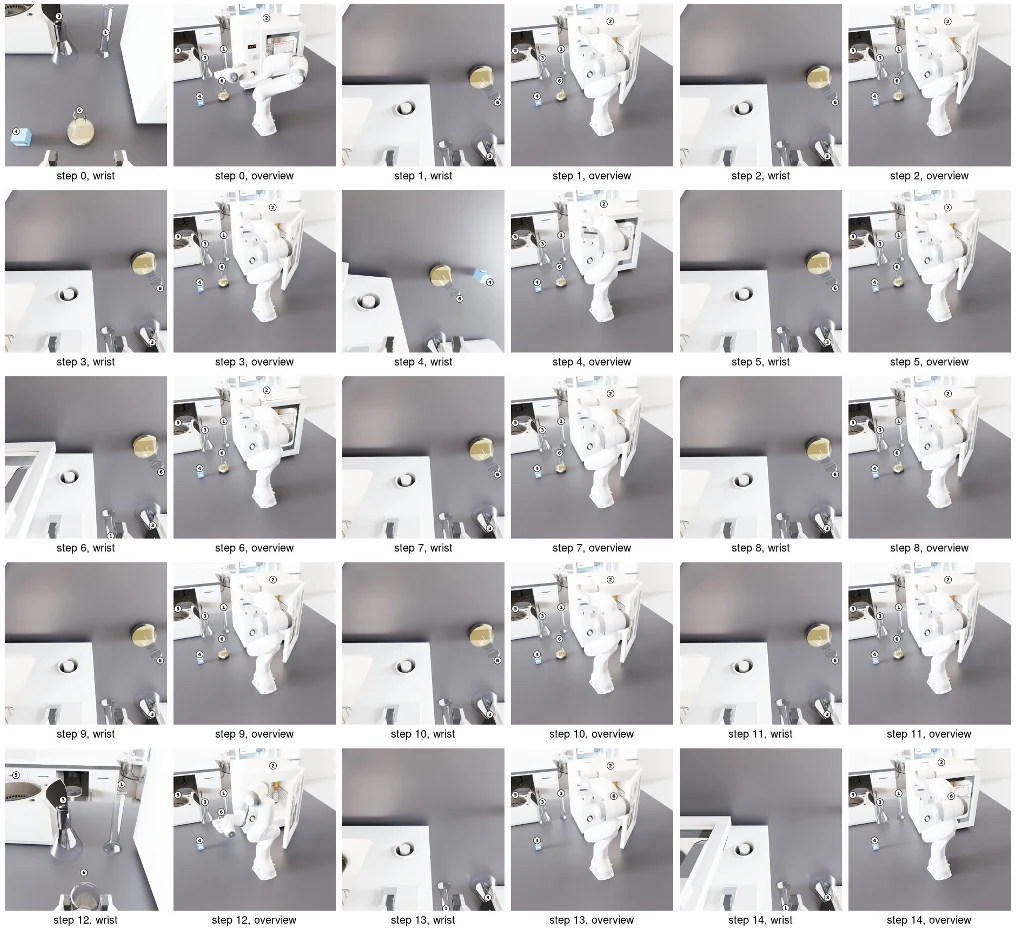 step 0, wrist
step 0, overview
step 1, wrist
step 1, overview
step 2, wrist
step 2, overview
step 3, wrist
step 3, overview
step 4, wrist
step 4, overview
step 5, wrist
step 5, overview
step 6, wrist
step 6, overview
step 7, wrist
step 7, overview
step 8, wrist
step 8, overview
step 9, wrist
step 9, overview
step 10, wrist
step 10, overview
step 11, wrist
step 11, overview
step 12, wrist
step 12, overview
step 13, wrist
step 13, overview
step 14, wrist
step 14, overview